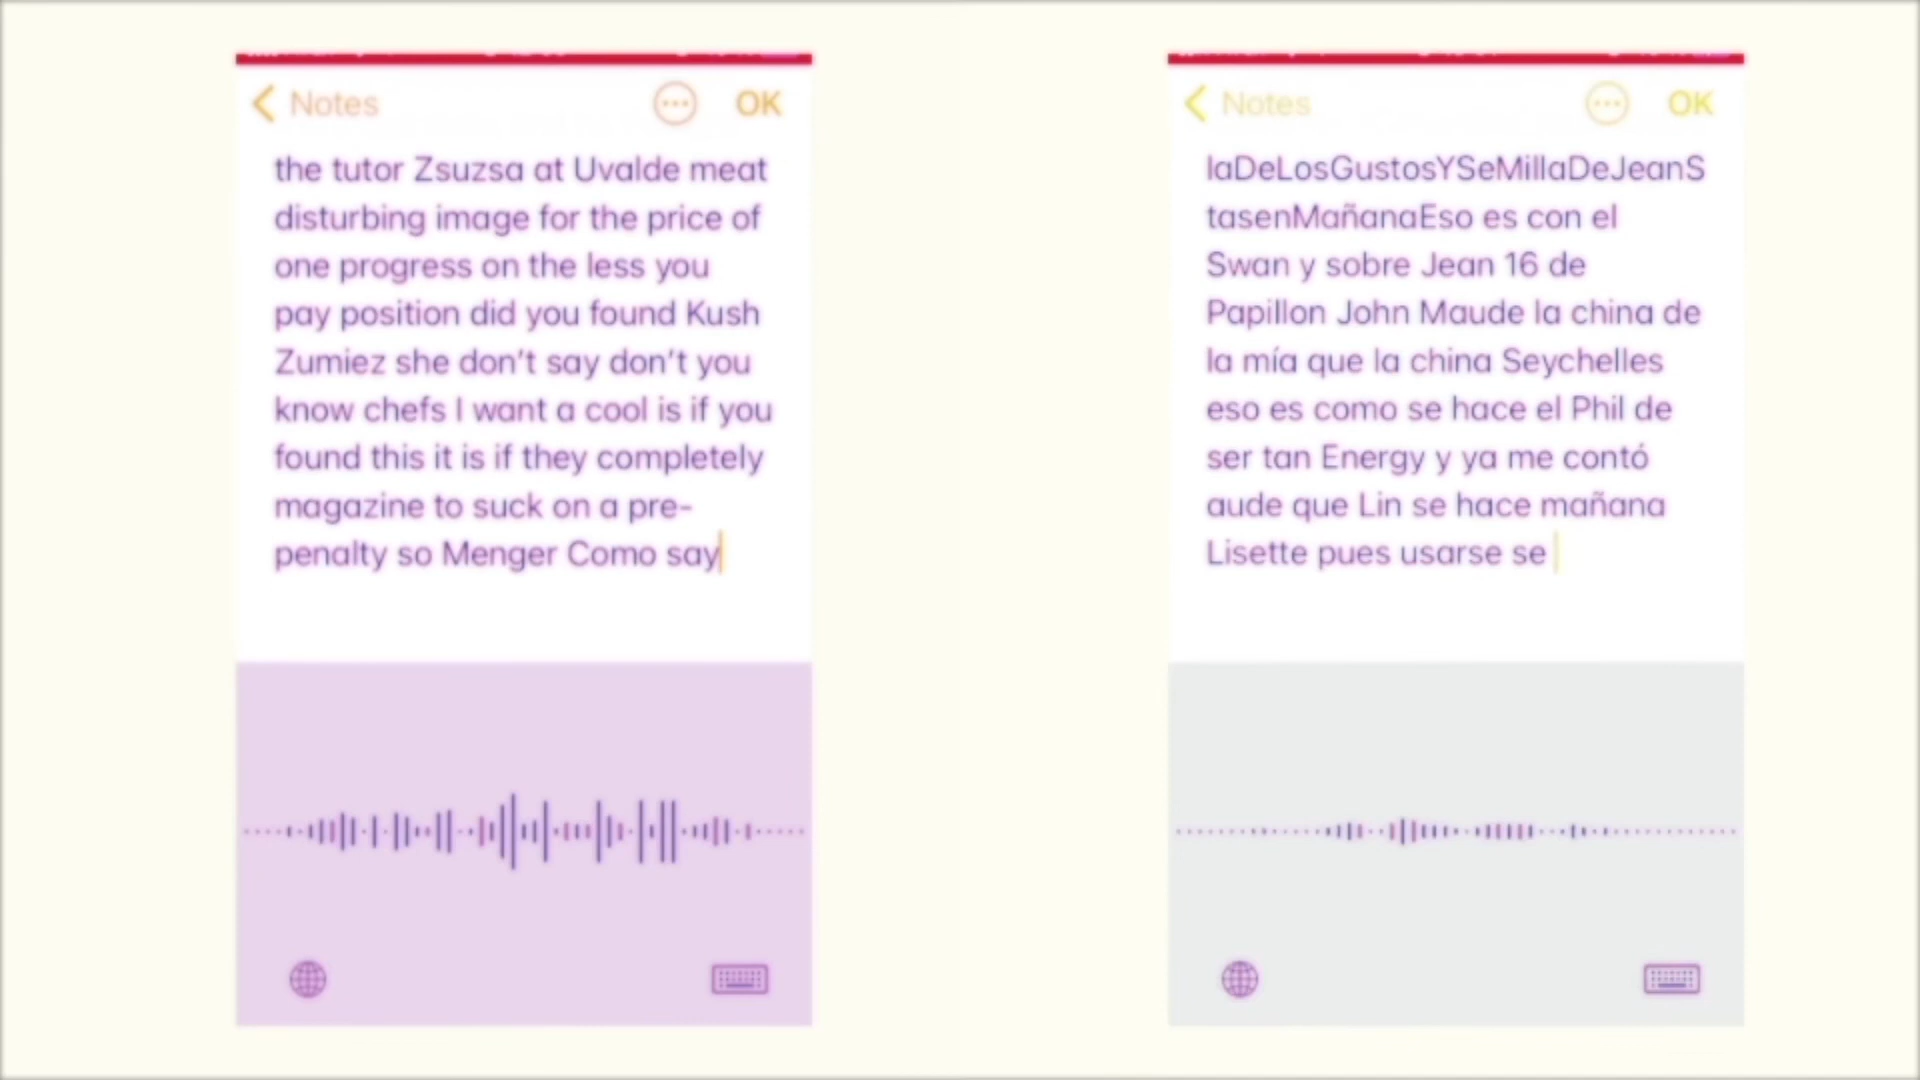 Notes OK
the tutor Zsuzsa at Uvalde meat
disturbing image for the price of
one progress on the less you
pay position did you found Kush
Zumiez she don't say don't you
know chefs I want a cool is if you
found this it is if they completely
magazine to suck on a pre-
penalty so Menger Como say
Notes OK
laDeLosGustosYSeMillaDeJeanS
tasenMañanaEso es con el
Swan y sobre Jean 16 de
Papillon John Maude la china de
la mía que la china Seychelles
eso es como se hace el Phil de
ser tan Energy y ya me contó
aude que Lin se hace mañana
Lisette pues usarse se